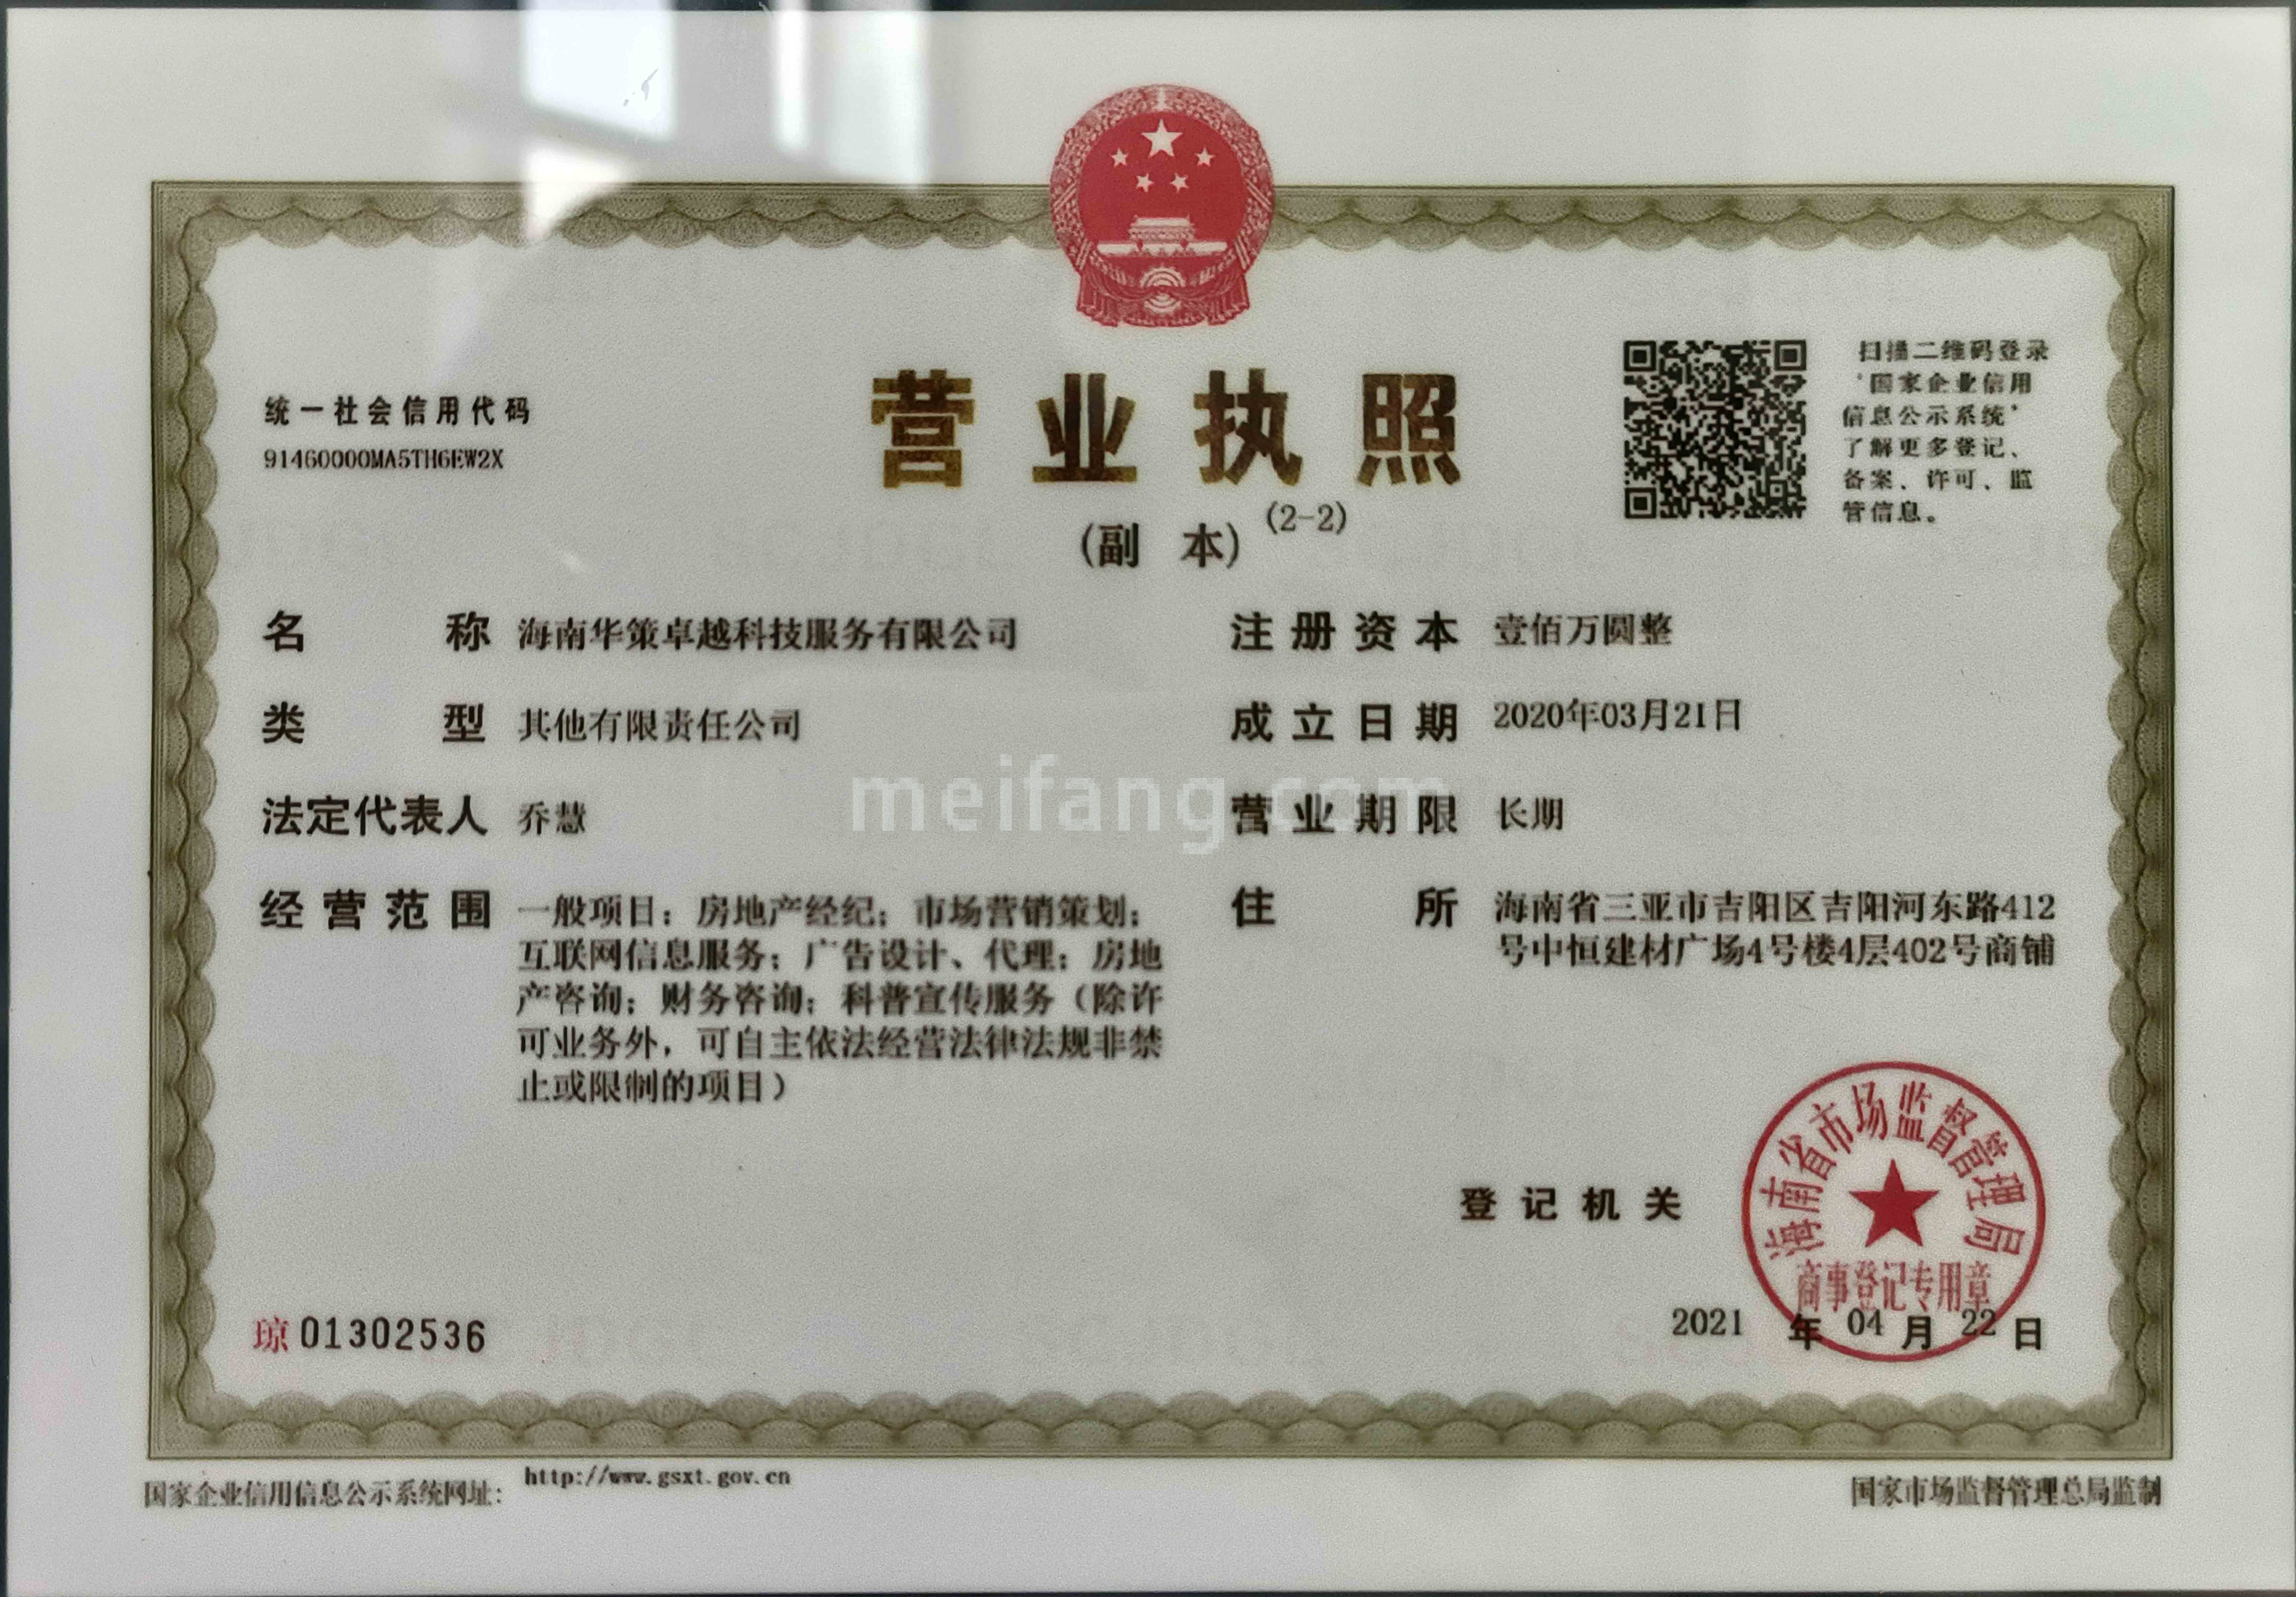 统一社会信用代码
91460000MA5TH6EW2X
营业执照
(副 本) (2-2)
扫描二维码登录
“国家企业信用
信息公示系统”
了解更多登记、
备案、许可、监
管信息。
名 称 海南华策卓越科技服务有限公司
类 型 其他有限责任公司
法定代表人 乔慧
经营范围 一般项目：房地产经纪；市场营销策划；
互联网信息服务；广告设计、代理；房地
产咨询；财务咨询；科普宣传服务（除许
可业务外，可自主依法经营法律法规非禁
止或限制的项目）
注册资本 壹佰万圆整
成立日期 2020年03月21日
营业期限 长期
住 所 海南省三亚市吉阳区吉阳河东路412
号中恒建材广场4号楼4层402号商铺
meifang.com
登记机关
海南省市场监督管理局
商事登记专用章
2021 年 04 月 22 日
琼01302536
国家企业信用信息公示系统网址: http://www.gsxt.gov.cn
国家市场监督管理总局监制